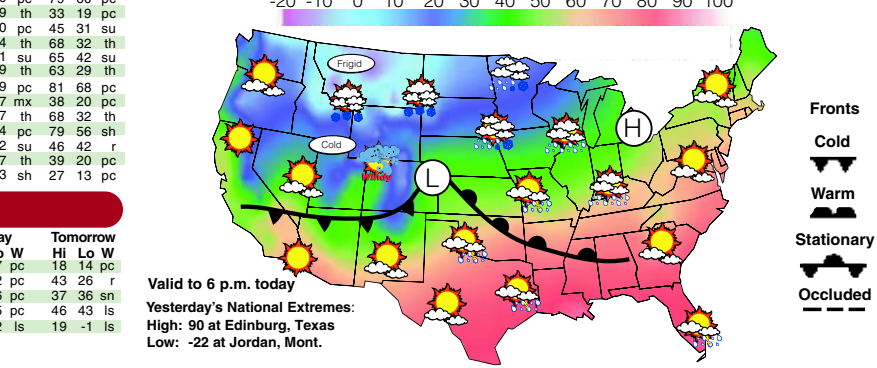 -20 -10 0 10 20 30 40 50 60 70 80 90 100
pc 75 60 pc
9 th 33 19 pc
0 pc 45 31 su
4 th 68 32 th
1 su 65 42 su
9 th 63 29 th
9 pc 81 68 pc
7 mx 38 20 pc
7 th 68 32 th
4 pc 79 56 sh
2 su 46 42 r
7 th 39 20 pc
3 sh 27 13 pc
ay Tomorrow
o W Hi Lo W
pc 18 14 pc
pc 43 26 r
pc 37 36 sn
pc 46 43 ls
2 ls 19 -1 ls
Frigid
Cold
Windy
H
L
Valid to 6 p.m. today
Yesterday's National Extremes:
High: 90 at Edinburg, Texas
Low: -22 at Jordan, Mont.
Fronts
Cold
Warm
Stationary
Occluded